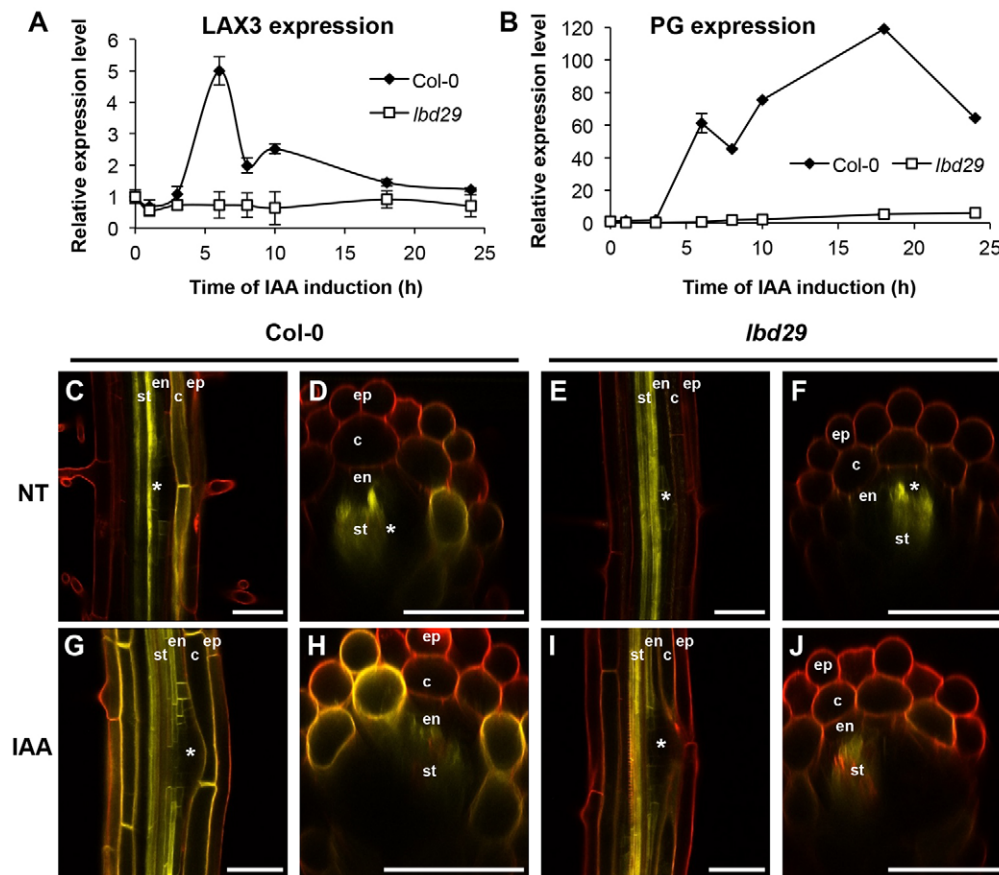 A LAX3 expression
Relative expression level
6
5
4
3
2
1
0
0 5 10 15 20 25
Time of IAA induction (h)
Col-0
lbd29
B PG expression
Relative expression level
120
100
80
60
40
20
0
0 5 10 15 20 25
Time of IAA induction (h)
Col-0 lbd29
Col-0 lbd29
NT
C st en c ep *
D ep c en st *
E st en c ep *
F ep c en * st
IAA
G st en c ep *
H ep c en st
I st en c ep *
J ep c en st